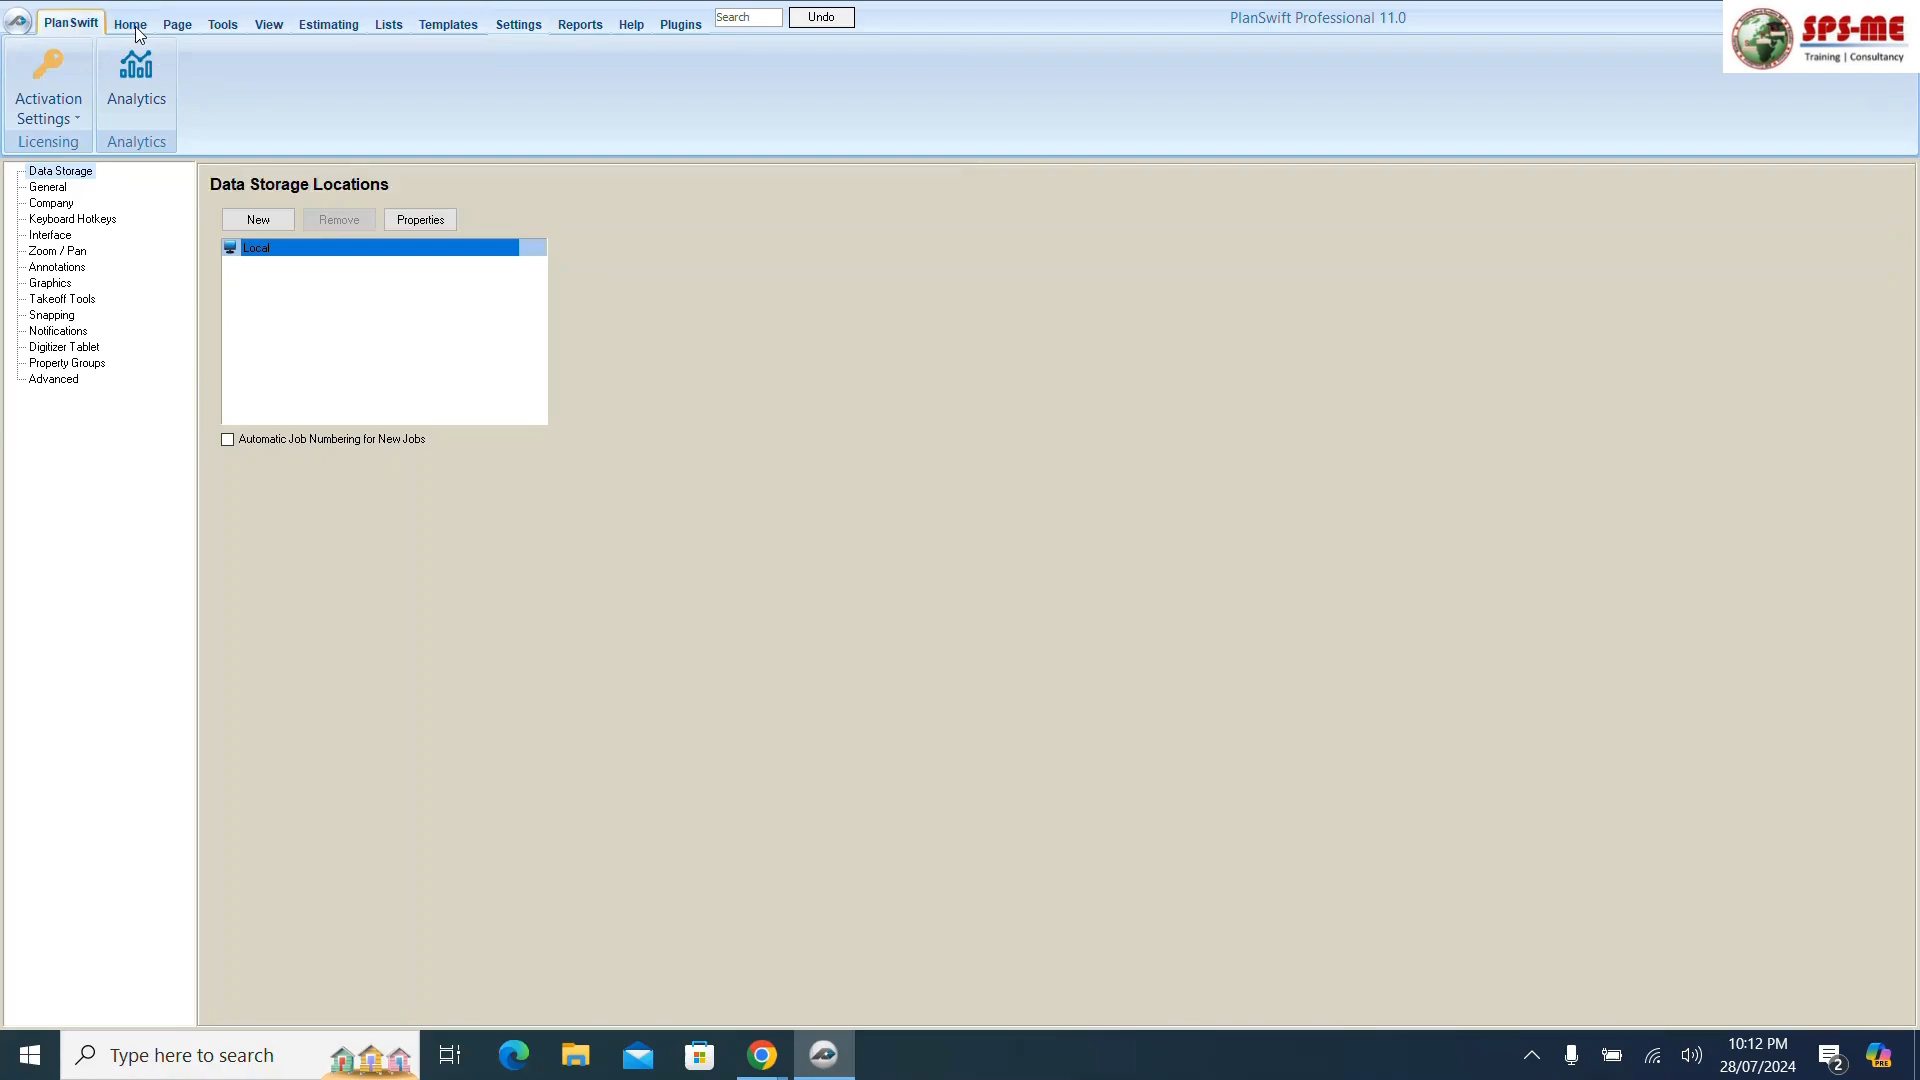 PlanSwift Home Page Tools View Estimating Lists Templates Settings Reports Help Plugins Search Undo PlanSwift Professional 11.0
SPS-ME
Training | Consultancy
Activation
Settings
Licensing
Analytics
Analytics
Data Storage
General
Company
Keyboard Hotkeys
Interface
Zoom / Pan
Annotations
Graphics
Takeoff Tools
Snapping
Notifications
Digitizer Tablet
Property Groups
Advanced
Data Storage Locations
New Remove Properties
Local
Automatic Job Numbering for New Jobs
Type here to search
10:12 PM
28/07/2024
2
PRE